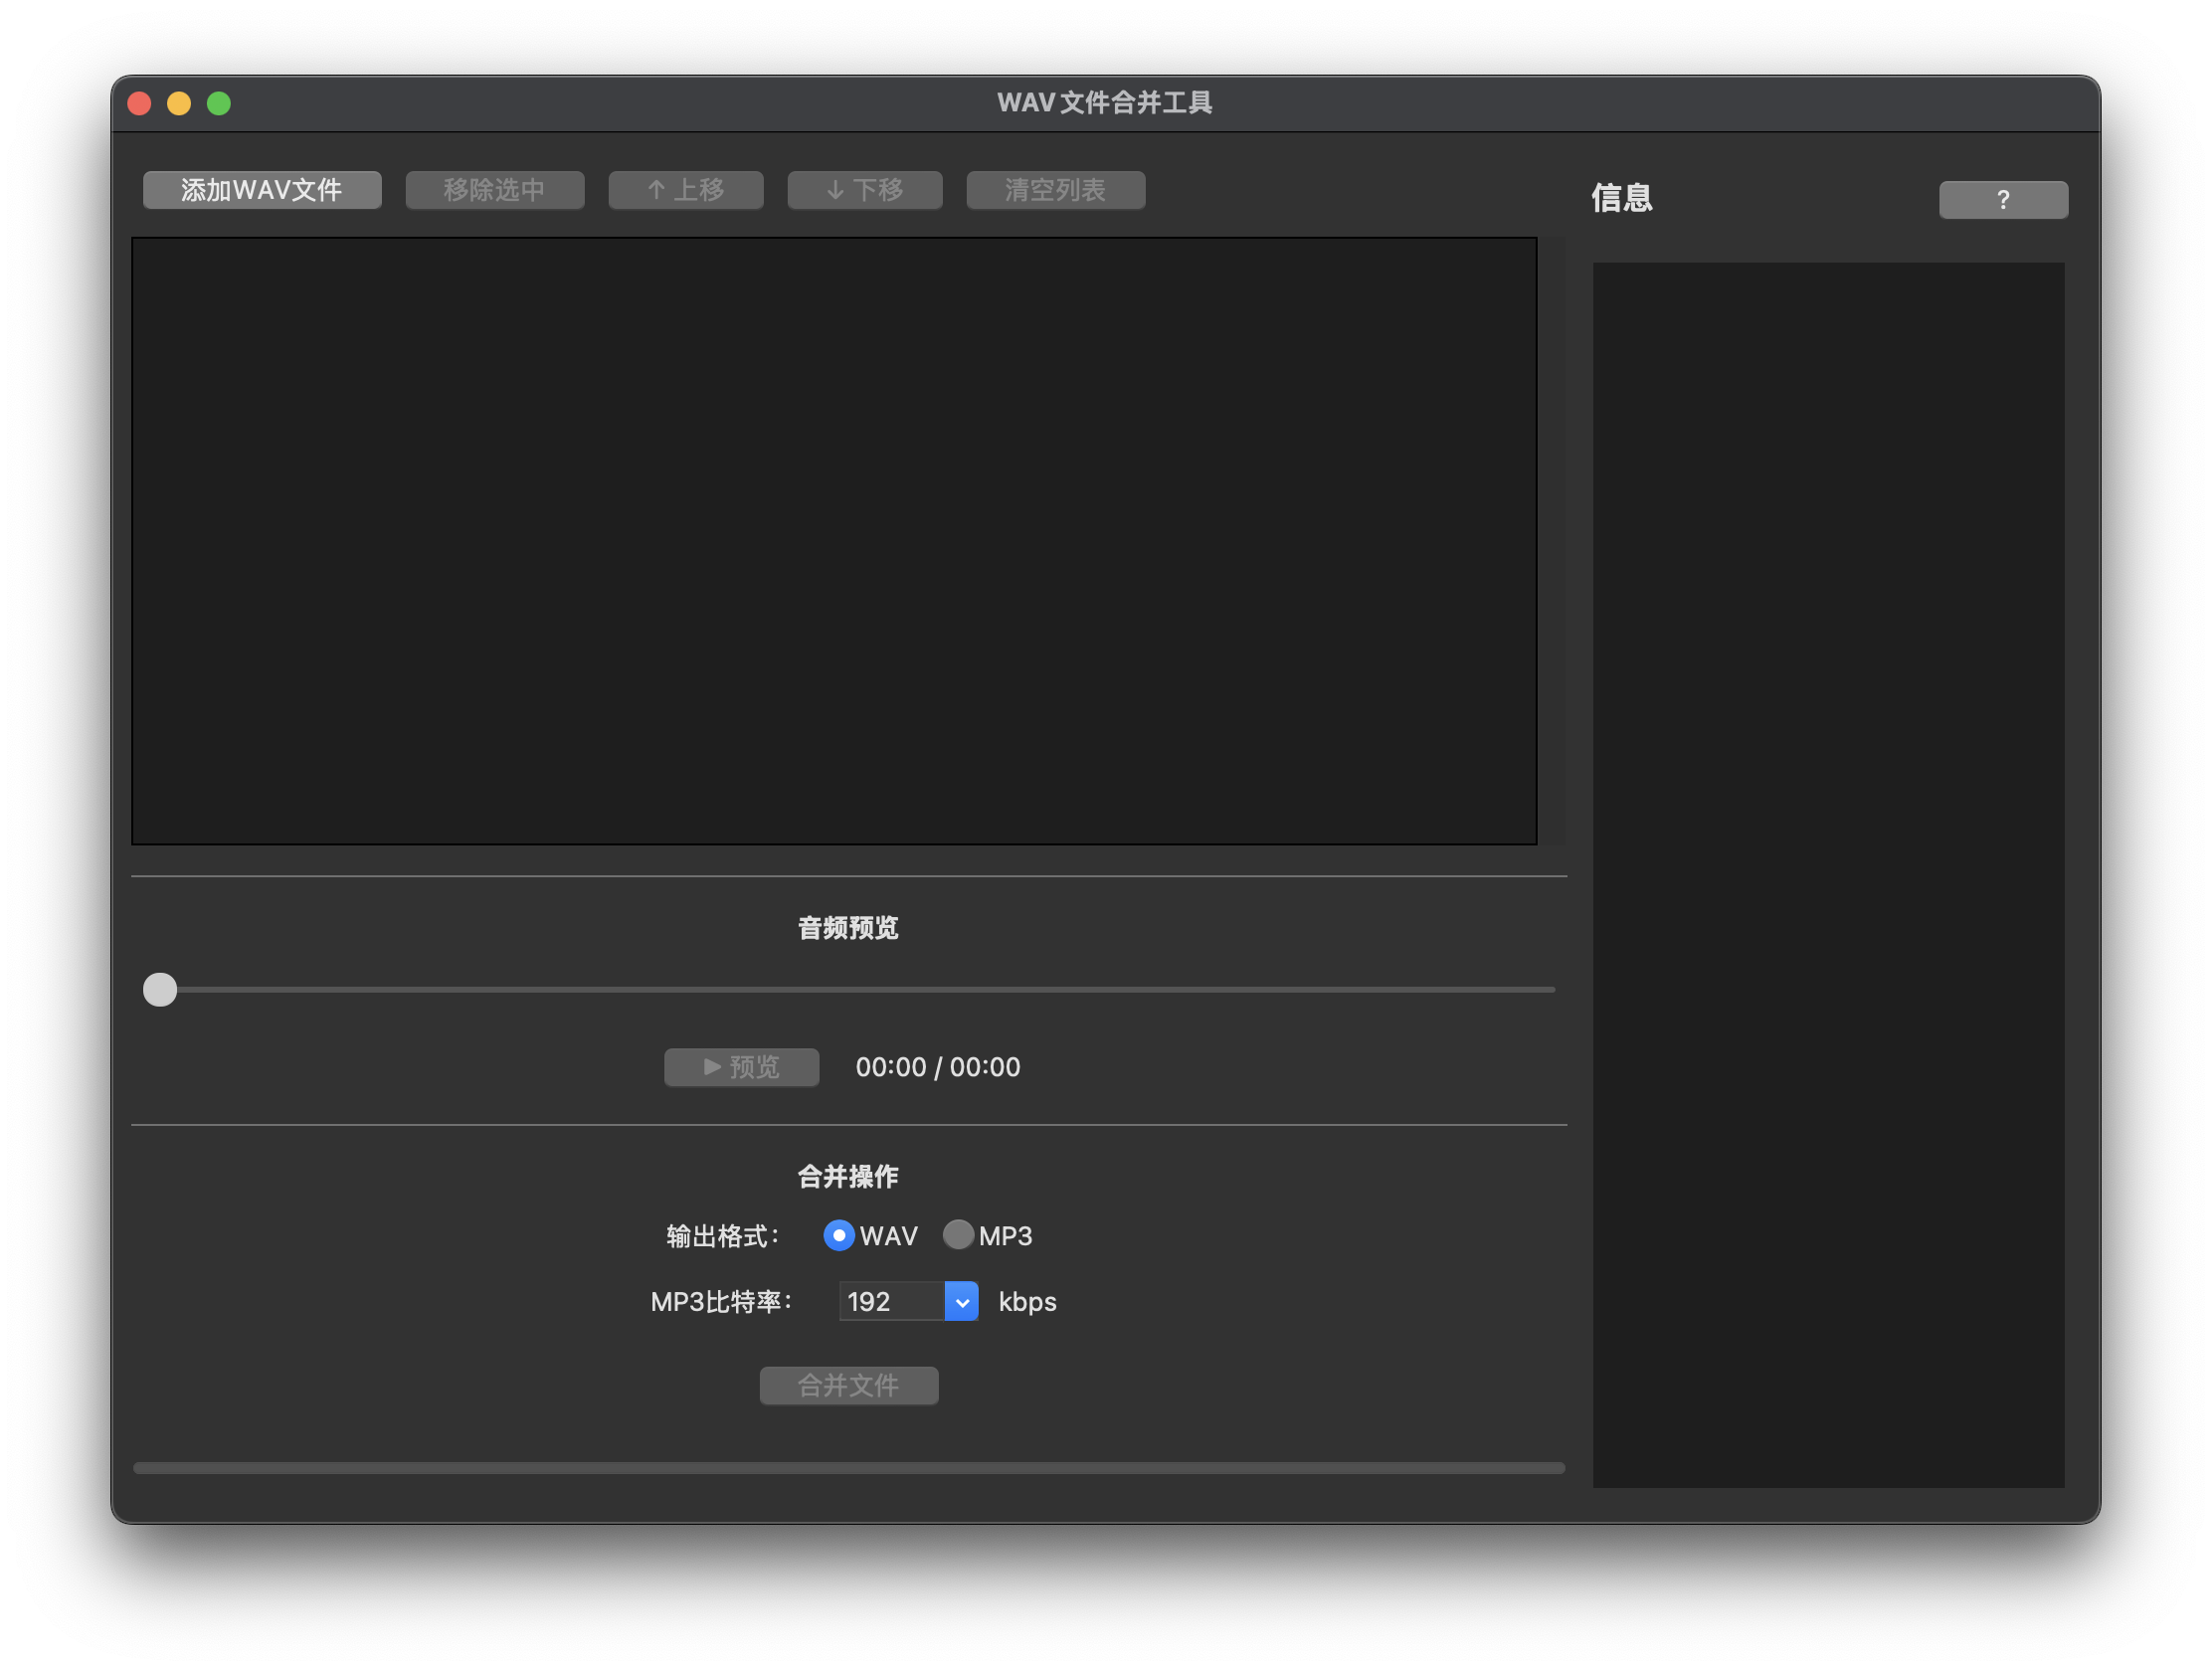 WAV文件合并工具
添加WAV文件 移除选中 ↑ 上移 ↓ 下移 清空列表
信息 ?
音频预览
▶ 预览 00:00 / 00:00
合并操作
输出格式： WAV MP3
MP3比特率： 192 kbps
合并文件